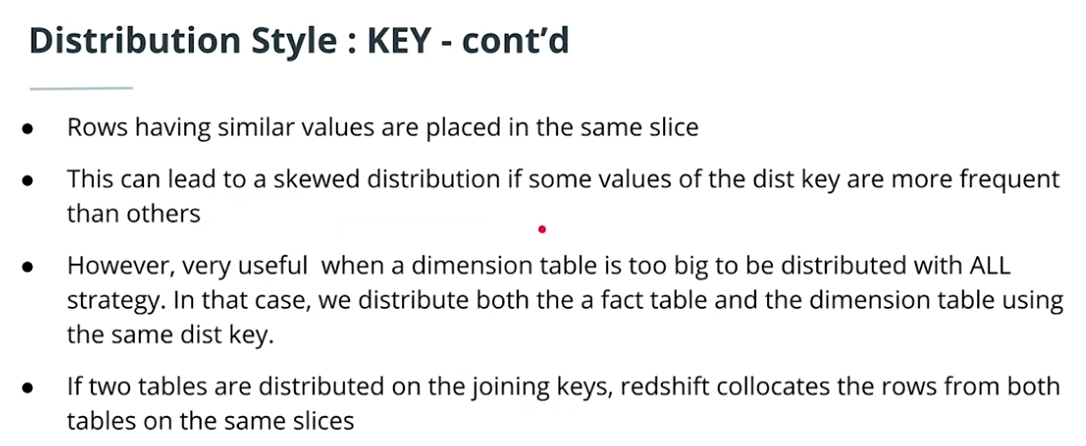 Distribution Style : KEY - cont’d
● Rows having similar values are placed in the same slice
● This can lead to a skewed distribution if some values of the dist key are more frequent
than others
● However, very useful  when a dimension table is too big to be distributed with ALL
strategy. In that case, we distribute both the a fact table and the dimension table using
the same dist key.
● If two tables are distributed on the joining keys, redshift collocates the rows from both
tables on the same slices